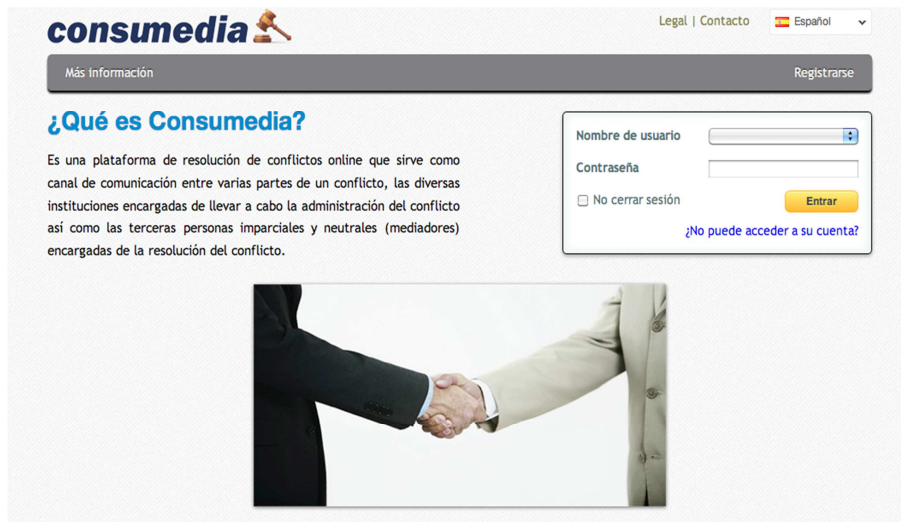 consumedia
Legal | Contacto
Español
Más información
Registrarse
¿Qué es Consumedia?
Es una plataforma de resolución de conflictos online que sirve como
canal de comunicación entre varias partes de un conflicto, las diversas
instituciones encargadas de llevar a cabo la administración del conflicto
así como las terceras personas imparciales y neutrales (mediadores)
encargadas de la resolución del conflicto.
Nombre de usuario
Contraseña
No cerrar sesión
Entrar
¿No puede acceder a su cuenta?